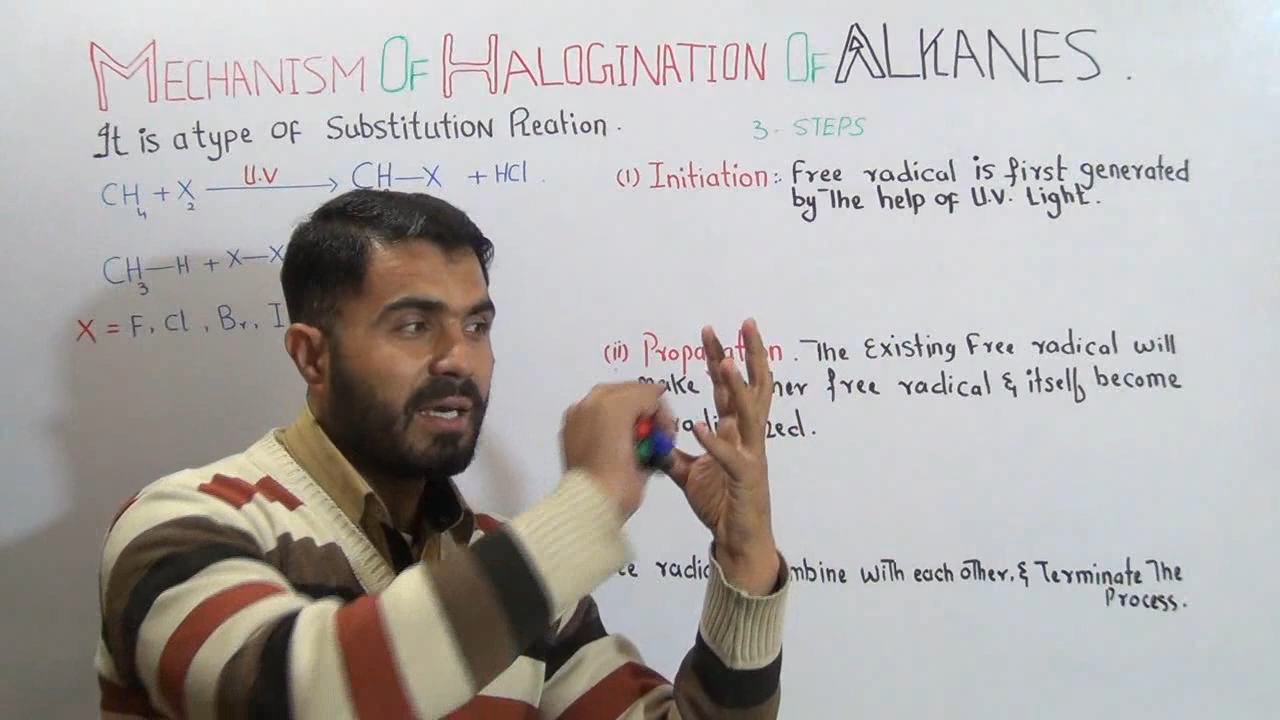 MECHANISM OF HALOGINATION OF ALKANES.
It is a type of Substitution Reation.
3- STEPS
CH4 + X2 U.V → CH—X + HCl.
CH3—H + X—X
X = F, Cl, Br, I
(i) Initiation: Free radical is first generated
by The help of U.V. Light.
(ii) Propagation. The Existing Free radical will
make free radical & itself become
combine with each other, & Terminate The
Process.